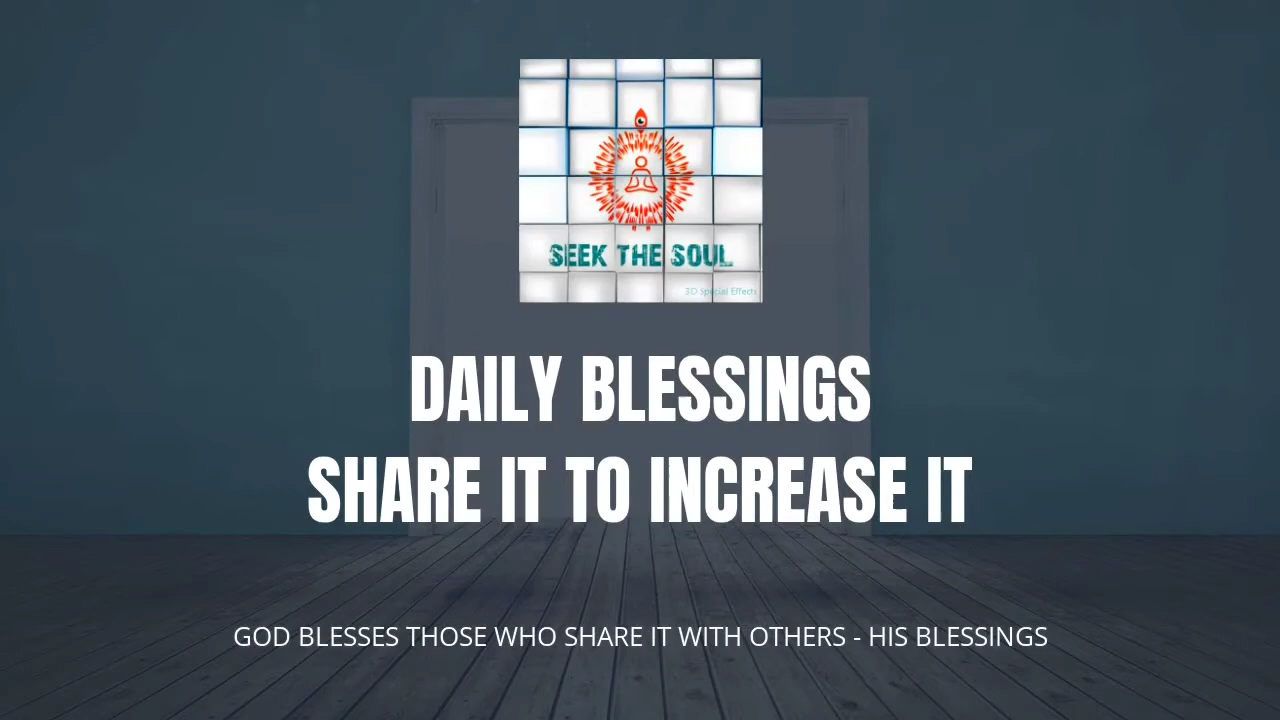 SEEK THE SOUL
3D Special Effects
DAILY BLESSINGS
SHARE IT TO INCREASE IT
GOD BLESSES THOSE WHO SHARE IT WITH OTHERS - HIS BLESSINGS